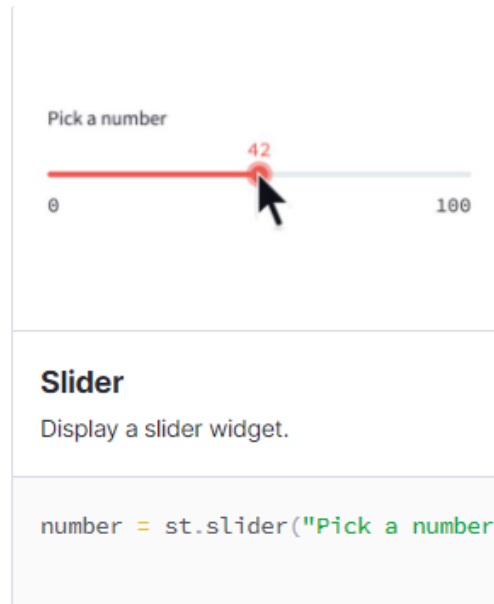 Pick a number
42
0 100
Slider
Display a slider widget.
number = st.slider("Pick a number